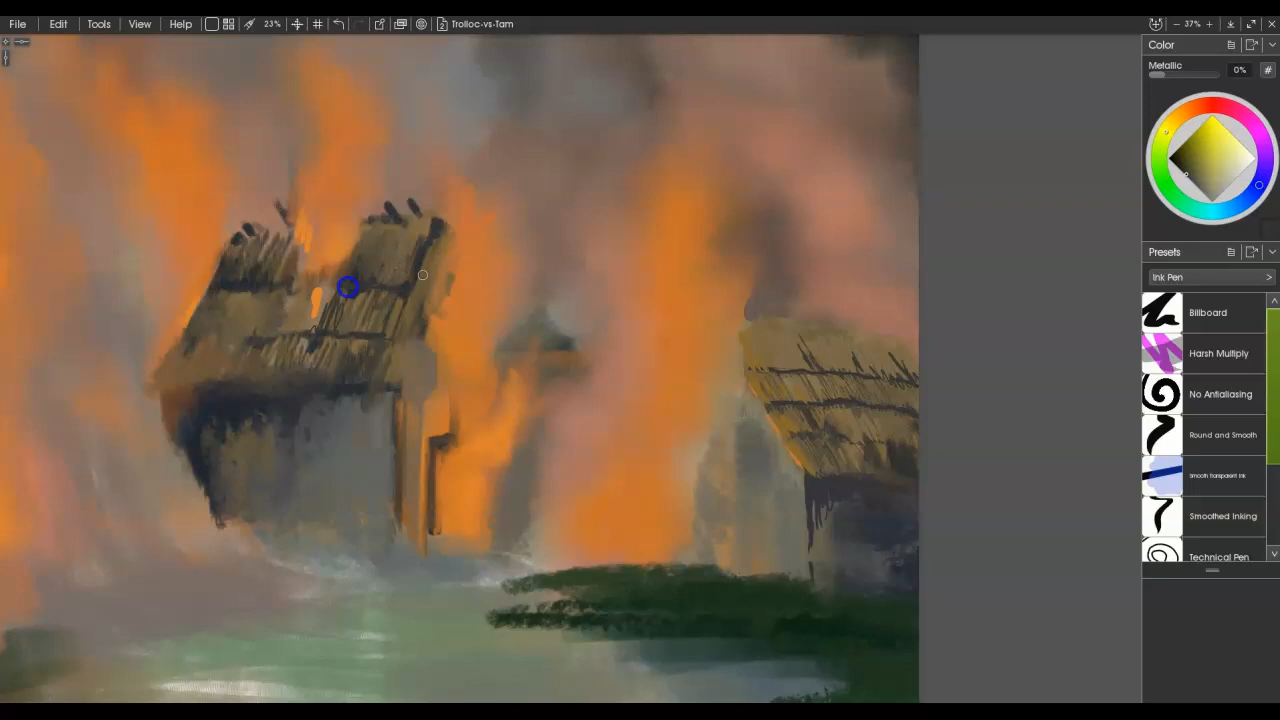 File Edit Tools View Help 23% Trolloc-vs-Tam 37%
Color
Metallic
0% #
Presets
Ink Pen >
Billboard
Harsh Multiply
No Antialiasing
Round and Smooth
Smooth Transparent Ink
Smoothed Inking
Technical Pen